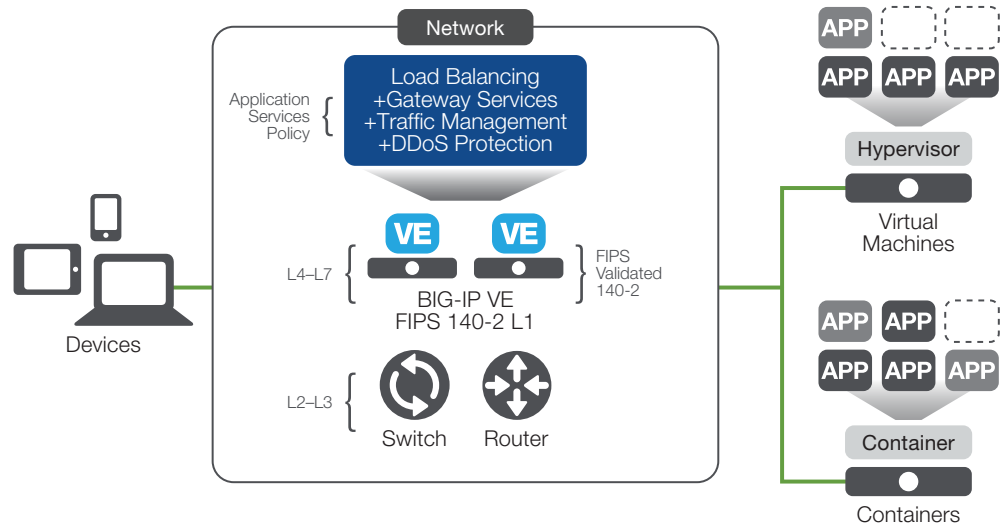 Network
Load Balancing
+Gateway Services
+Traffic Management
+DDoS Protection
Application
Services
Policy
VE VE
L4–L7
FIPS
Validated
140-2
BIG-IP VE
FIPS 140-2 L1
L2–L3
Switch Router
Devices
APP
APP APP APP
Hypervisor
Virtual
Machines
APP APP
APP APP APP
Container
Containers